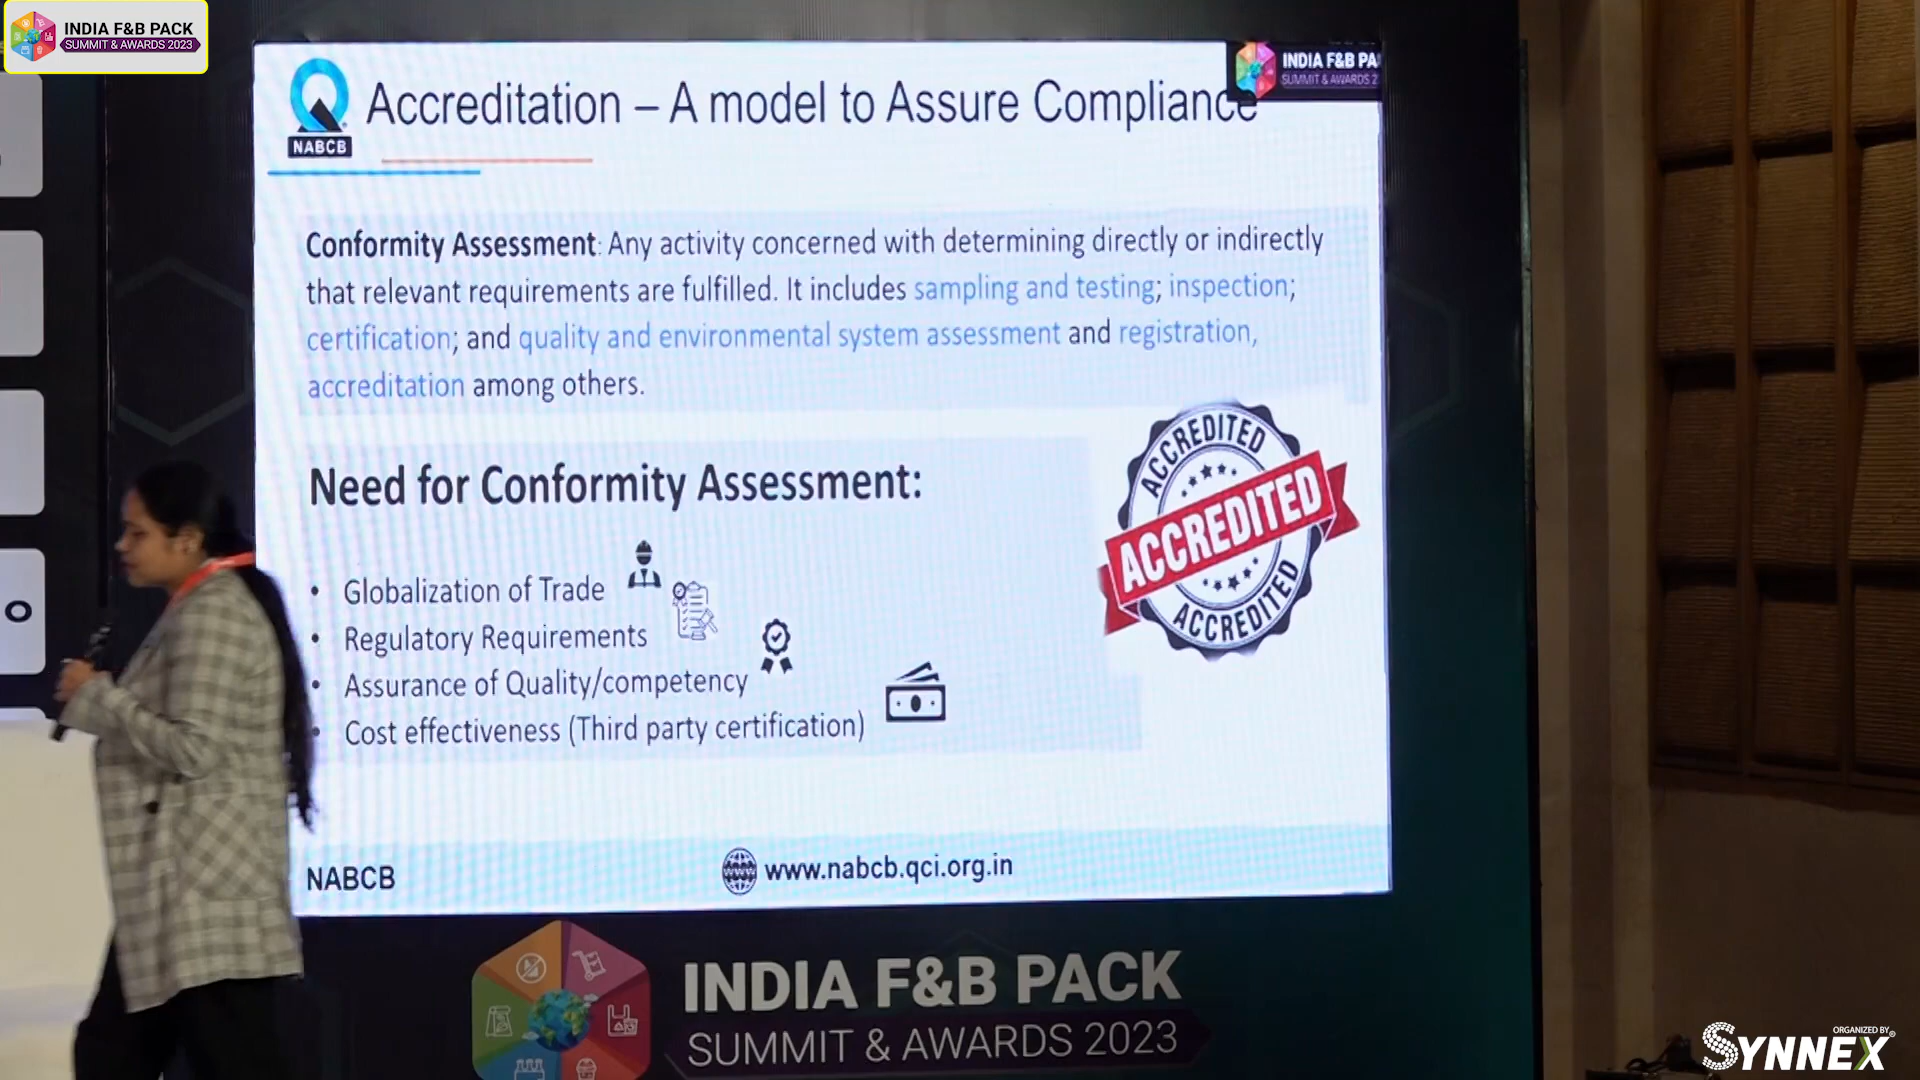 INDIA F&B PACK
SUMMIT & AWARDS 2023
INDIA F&B PA
SUMMIT & AWARDS 2
NABCB
Accreditation – A model to Assure Compliance
Conformity Assessment: Any activity concerned with determining directly or indirectly
that relevant requirements are fulfilled. It includes sampling and testing; inspection;
certification; and quality and environmental system assessment and registration,
accreditation among others.
ACCREDITED
ACCREDITED
ACCREDITED
Need for Conformity Assessment:
• Globalization of Trade
• Regulatory Requirements
• Assurance of Quality/competency
• Cost effectiveness (Third party certification)
NABCB
www.nabcb.qci.org.in
INDIA F&B PACK
SUMMIT & AWARDS 2023
ORGANIZED BY
SYNNEX®